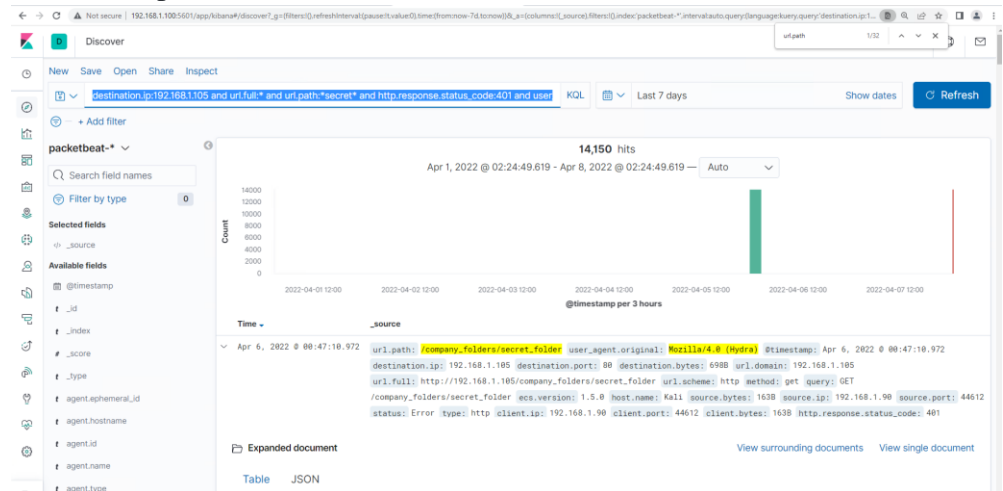 Not secure | 192.168.1.100:5601/app/kibana#/discover?_g=(filters:!(),refreshInterval:(pause:!t,value:0),time:(from:now-7d,to:now))&_a=(columns:!(_source),filters:!(),index:'packetbeat-*',interval:auto,query:(language:kuery,query:'destination.ip:1...
url.path 1/32
D Discover
New Save Open Share Inspect
destination.ip:192.168.1.105 and url.full:* and url.path:*secret* and http.response.status_code:401 and user KQL Last 7 days Show dates Refresh
+ Add filter
packetbeat-*
14,150 hits
Apr 1, 2022 @ 02:24:49.619 - Apr 8, 2022 @ 02:24:49.619 — Auto
Search field names
Filter by type 0
Selected fields
</> _source
Available fields
@timestamp
t _id
t _index
# _score
t _type
t agent.ephemeral_id
t agent.hostname
t agent.id
t agent.name
t agent.type
Count
14000
12000
10000
8000
6000
4000
2000
0
2022-04-01 12:00 2022-04-02 12:00 2022-04-03 12:00 2022-04-04 12:00 2022-04-05 12:00 2022-04-06 12:00 2022-04-07 12:00
@timestamp per 3 hours
Time _source
Apr 6, 2022 @ 00:47:10.972 url.path: /company_folders/secret_folder user_agent.original: Mozilla/4.0 (Hydra) @timestamp: Apr 6, 2022 @ 00:47:10.972
destination.ip: 192.168.1.105 destination.port: 80 destination.bytes: 698B url.domain: 192.168.1.105
url.full: http://192.168.1.105/company_folders/secret_folder url.scheme: http method: get query: GET
/company_folders/secret_folder ecs.version: 1.5.0 host.name: Kali source.bytes: 163B source.ip: 192.168.1.90 source.port: 44612
status: Error type: http client.ip: 192.168.1.90 client.port: 44612 client.bytes: 163B http.response.status_code: 401
Expanded document View surrounding documents View single document
Table JSON